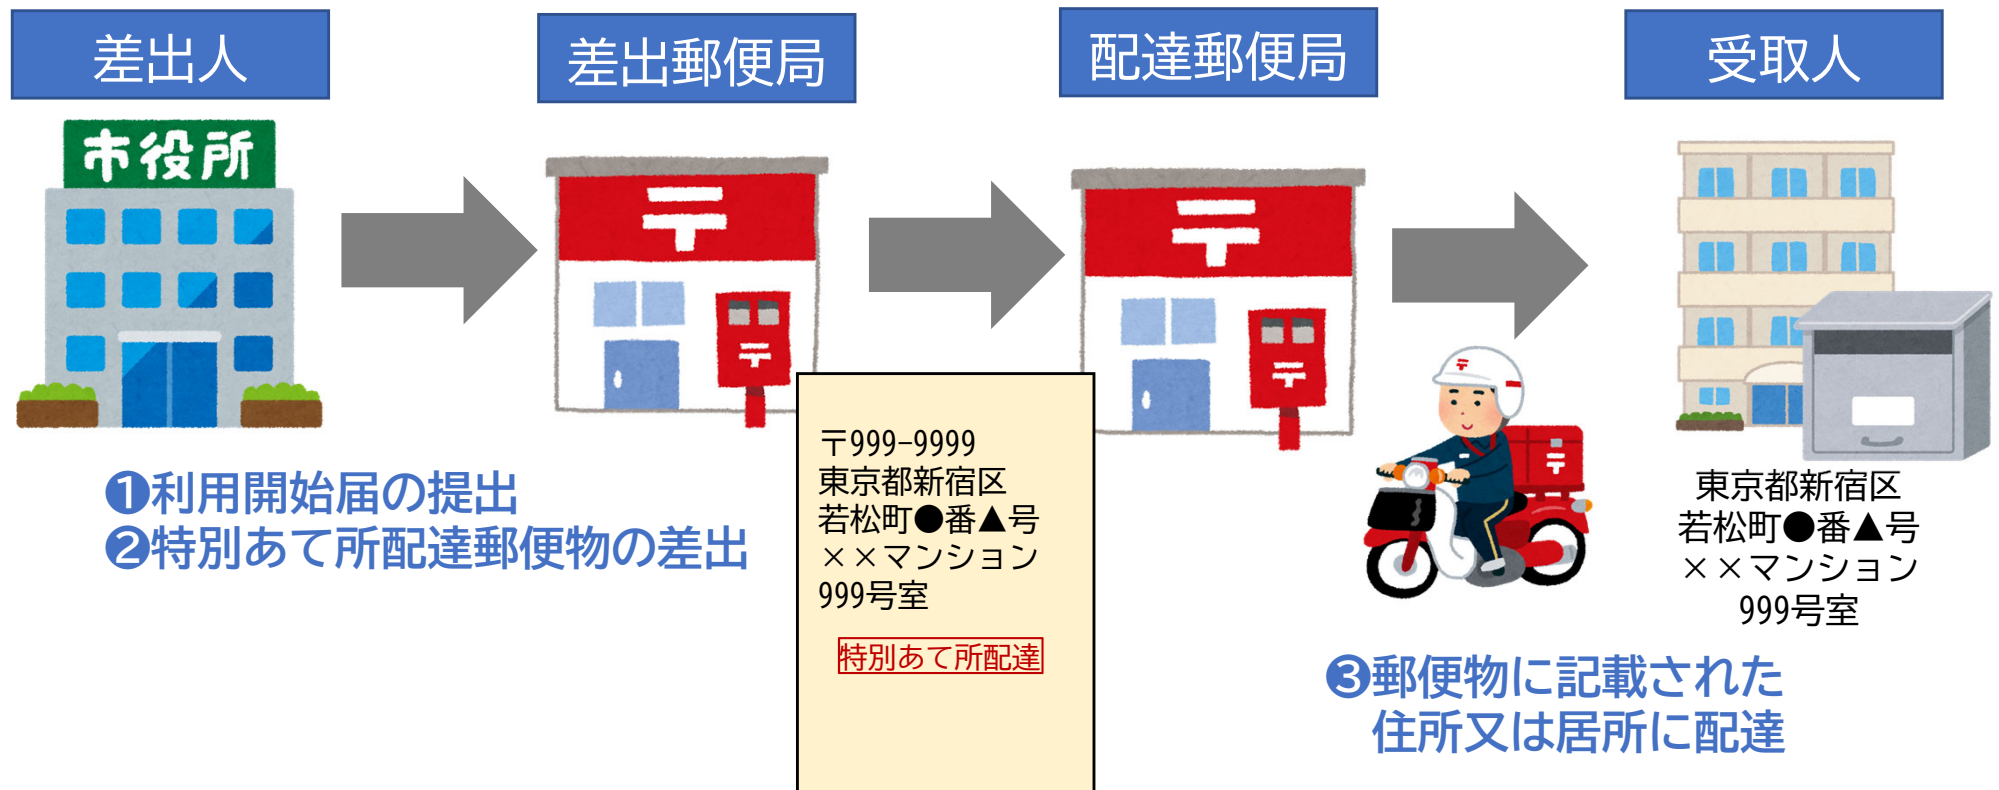 差出人
差出郵便局
配達郵便局
受取人
市役所
〒
〒
〒
〒
❶利用開始届の提出
❷特別あて所配達郵便物の差出
〒999-9999
東京都新宿区
若松町●番▲号
××マンション
999号室
特別あて所配達
〒
〒
東京都新宿区
若松町●番▲号
××マンション
999号室
❸郵便物に記載された
住所又は居所に配達